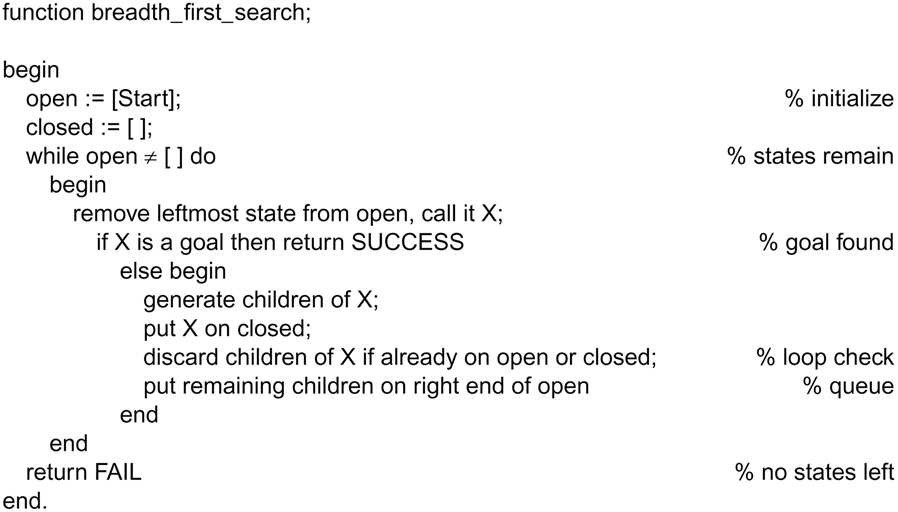 function breadth_first_search;
begin
open := [Start]; % initialize
closed := [ ];
while open ≠ [ ] do % states remain
begin
remove leftmost state from open, call it X;
if X is a goal then return SUCCESS % goal found
else begin
generate children of X;
put X on closed;
discard children of X if already on open or closed; % loop check
put remaining children on right end of open % queue
end
end
return FAIL % no states left
end.